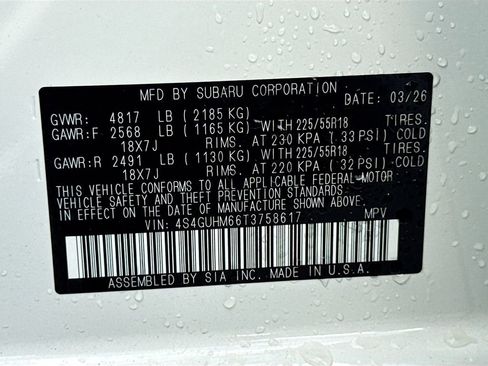 MFD BY SUBARU CORPORATION
DATE: 03/26
GVWR: 4817 LB (2185 KG)
GAWR:F 2568 LB (1165 KG) WITH 225/55R18 TIRES.
18X7J RIMS. AT 230 KPA (33 PSI) COLD
GAWR:R 2491 LB (1130 KG) WITH 225/55R18 TIRES.
18X7J RIMS. AT 220 KPA (32 PSI) COLD
THIS VEHICLE CONFORMS TO ALL APPLICABLE FEDERAL-MOTOR
VEHICLE SAFETY AND THEFT PREVENTION STANDARDS
IN EFFECT ON THE DATE OF MANUFACTURE SHOWN ABOVE.
VIN: 4S4GUHM66T3758617 MPV
ASSEMBLED BY SIA INC. MADE IN U.S.A.